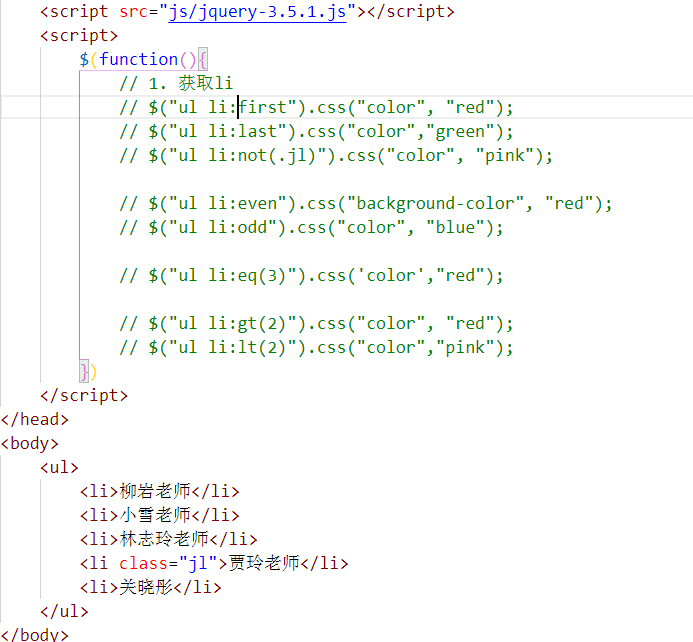 <script src="js/jquery-3.5.1.js"></script>
<script>
$(function(){
// 1. 获取li
// $("ul li:first").css("color", "red");
// $("ul li:last").css("color","green");
// $("ul li:not(.jl)").css("color", "pink");
// $("ul li:even").css("background-color", "red");
// $("ul li:odd").css("color", "blue");
// $("ul li:eq(3)").css('color',"red");
// $("ul li:gt(2)").css("color", "red");
// $("ul li:lt(2)").css("color","pink");
})
</script>
</head>
<body>
<ul>
<li>柳岩老师</li>
<li>小雪老师</li>
<li>林志玲老师</li>
<li class="jl">贾玲老师</li>
<li>关晓彤</li>
</ul>
</body>